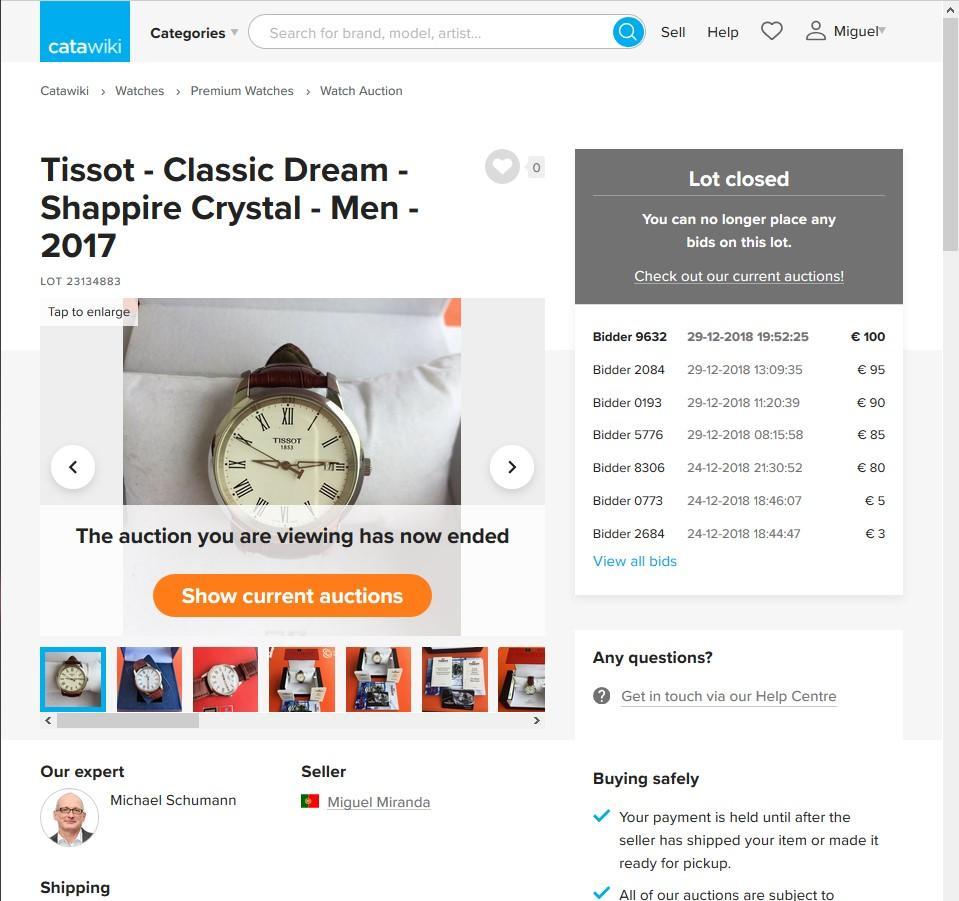 catawiki
Categories
Search for brand, model, artist...
Sell
Help
Miguel
Catawiki › Watches › Premium Watches › Watch Auction
Tissot - Classic Dream -
Shappire Crystal - Men -
2017
0
LOT 23134883
Tap to enlarge
XII
TISSOT
1853
The auction you are viewing has now ended
Show current auctions
Our expert
Michael Schumann
Seller
Miguel Miranda
Shipping
Lot closed
You can no longer place any
bids on this lot.
Check out our current auctions!
Bidder 9632 29-12-2018 19:52:25 € 100
Bidder 2084 29-12-2018 13:09:35 € 95
Bidder 0193 29-12-2018 11:20:39 € 90
Bidder 5776 29-12-2018 08:15:58 € 85
Bidder 8306 24-12-2018 21:30:52 € 80
Bidder 0773 24-12-2018 18:46:07 € 5
Bidder 2684 24-12-2018 18:44:47 € 3
View all bids
Any questions?
Get in touch via our Help Centre
Buying safely
Your payment is held until after the
seller has shipped your item or made it
ready for pickup.
All of our auctions are subject to